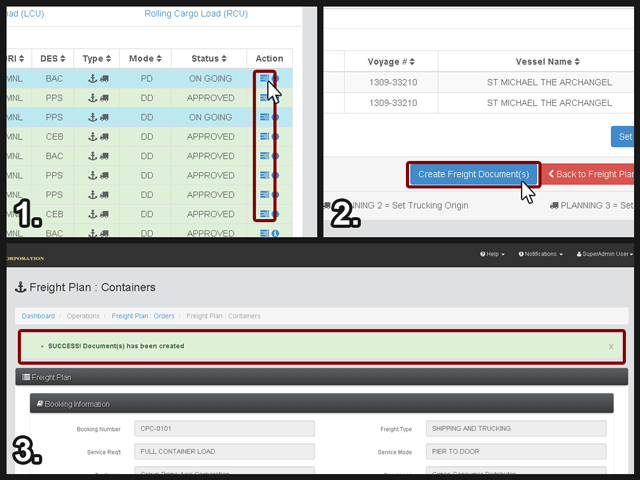 oad (LCU) Rolling Cargo Load (RCU)
ORI DES Type Mode Status Action
MNL BAC PD ON GOING
MNL PPS DD APPROVED
MNL PPS DD ON GOING
MNL CEB DD APPROVED
MNL BAC DD APPROVED
MNL PPS DD APPROVED
MNL PPS DD APPROVED
MNL CEB DD APPROVED
MNL BAC DD APPROVED
1.
Voyage # Vessel Name
1309-33210 ST MICHAEL THE ARCHANGEL
1309-33210 ST MICHAEL THE ARCHANGEL
Set
Create Freight Document(s) Back to Freight Plan
NNING 2 = Set Trucking Origin PLANNING 3 = Set
2.
CORPORATION Help Notifications SuperAdmin User
Freight Plan : Containers
Dashboard / Operations / Freight Plan : Orders / Freight Plan : Containers
• SUCCESS! Document(s) has been created x
Freight Plan
Booking Information
Booking Number CPC-0101 Freight Type SHIPPING AND TRUCKING
Service Req't FULL CONTAINER LOAD Service Mode PIER TO DOOR
3.